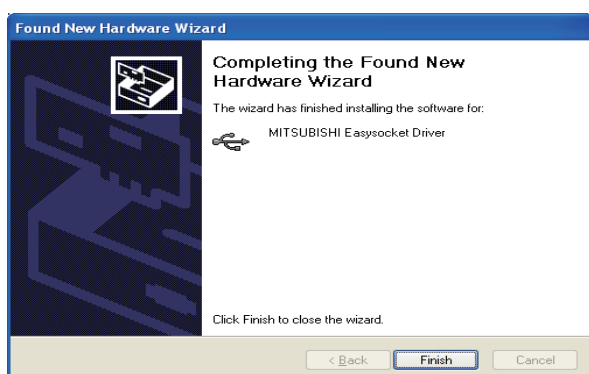 Found New Hardware Wizard
Completing the Found New
Hardware Wizard
The wizard has finished installing the software for:
MITSUBISHI Easysocket Driver
Click Finish to close the wizard.
< Back
Finish
Cancel